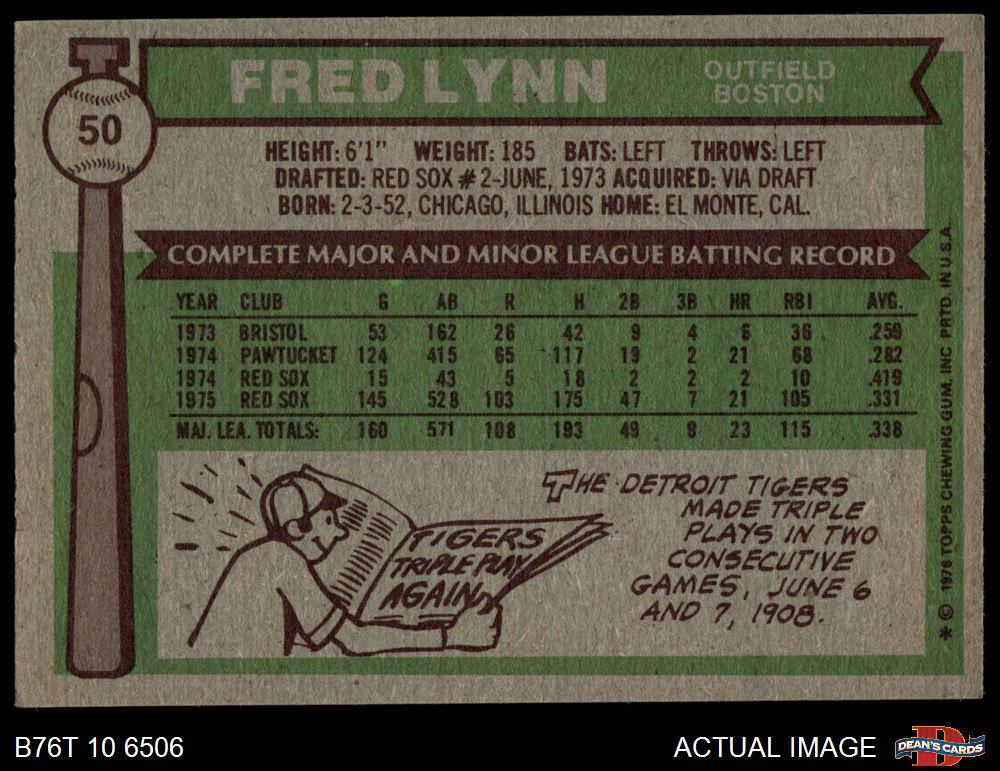 50
FRED LYNN
OUTFIELD
BOSTON
HEIGHT: 6'1" WEIGHT: 185 BATS: LEFT THROWS: LEFT
DRAFTED: RED SOX #2-JUNE, 1973 ACQUIRED: VIA DRAFT
BORN: 2-3-52, CHICAGO, ILLINOIS HOME: EL MONTE, CAL.
COMPLETE MAJOR AND MINOR LEAGUE BATTING RECORD
YEAR CLUB G AB R H 2B 3B HR RBI AVG.
1973 BRISTOL 53 162 26 42 9 4 6 36 .259
1974 PAWTUCKET 124 415 65 117 19 2 21 68 .282
1974 RED SOX 15 43 5 18 2 2 2 10 .419
1975 RED SOX 145 528 103 175 47 7 21 105 .331
MAJ. LEA. TOTALS: 160 571 108 193 49 9 23 115 .338
TIGERS
TRIPLE PLAY
AGAIN
THE DETROIT TIGERS
MADE TRIPLE
PLAYS IN TWO
CONSECUTIVE
GAMES, JUNE 6
AND 7, 1908.
* © 1976 TOPPS CHEWING GUM, INC PRTD. IN U.S.A.
B76T 10 6506
ACTUAL IMAGE
DEAN'S CARDS